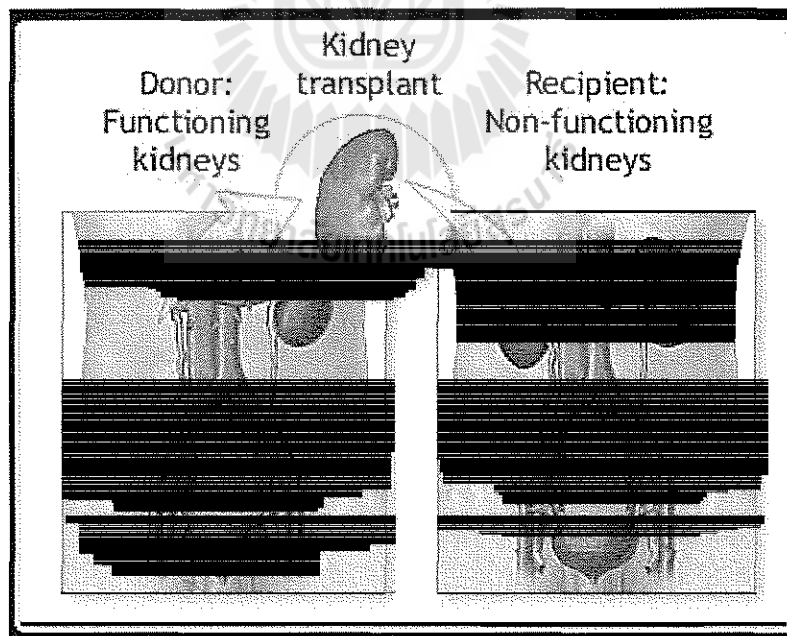 Kidney
transplant
Donor:
Functioning
kidneys
Recipient:
Non-functioning
kidneys